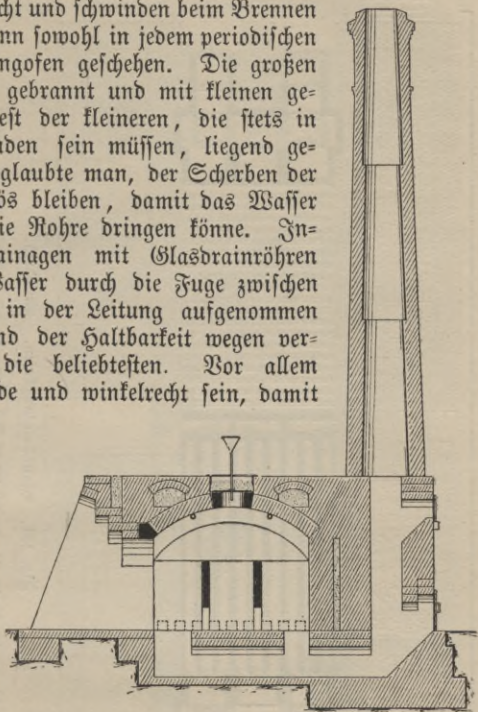 cht und schwinden beim Brennen
nn sowohl in jedem periodischen
ngofen geschehen. Die großen
gebrannt und mit kleinen ge=
est der kleineren, die stets in
nden sein müssen, liegend ge=
glaubte man, der Scherben der
ös bleiben, damit das Wasser
ie Rohre dringen könne. In=
ainagen mit Glasdrainröhren
asser durch die Fuge zwischen
in der Leitung aufgenommen
nd der Haltbarkeit wegen ver=
die beliebtesten. Vor allem
de und winkelrecht sein, damit